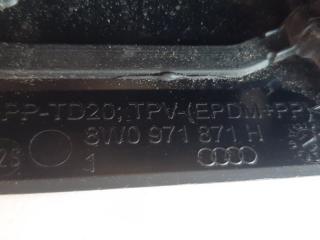 PP-TD20; TPV-(EPDM+PP)
8W0 971 871 H
1